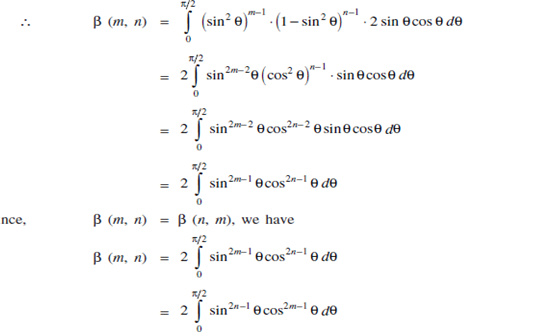 ∴ β (m, n) = ∫₀^{π/2} (sin² θ)^{m–1} · (1 – sin² θ)^{n–1} · 2 sin θ cos θ dθ
= 2 ∫₀^{π/2} sin^{2m–2} θ (cos² θ)^{n–1} · sin θ cos θ dθ
= 2 ∫₀^{π/2} sin^{2m–2} θ cos^{2n–2} θ sin θ cos θ dθ
= 2 ∫₀^{π/2} sin^{2m–1} θ cos^{2n–1} θ dθ
nce, β (m, n) = β (n, m), we have
β (m, n) = 2 ∫₀^{π/2} sin^{2m–1} θ cos^{2n–1} θ dθ
= 2 ∫₀^{π/2} sin^{2n–1} θ cos^{2m–1} θ dθ